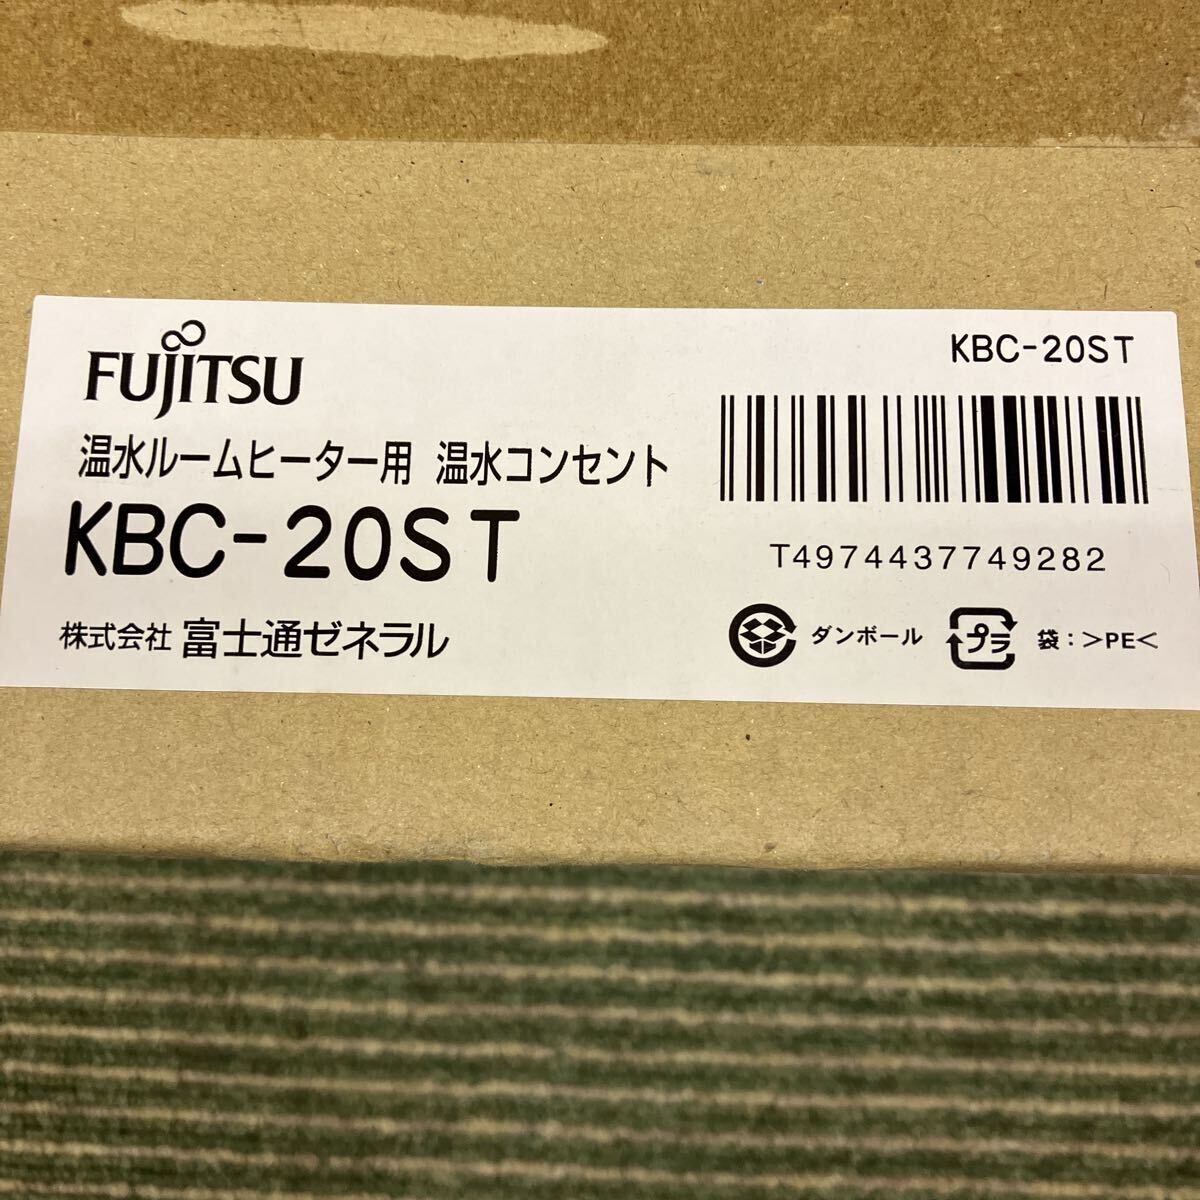 FUJITSU
温水ルームヒーター用 温水コンセント
KBC-20ST
株式会社 富士通ゼネラル
KBC-20ST
T4974437749282
ダンボール
プラ 袋:>PE<